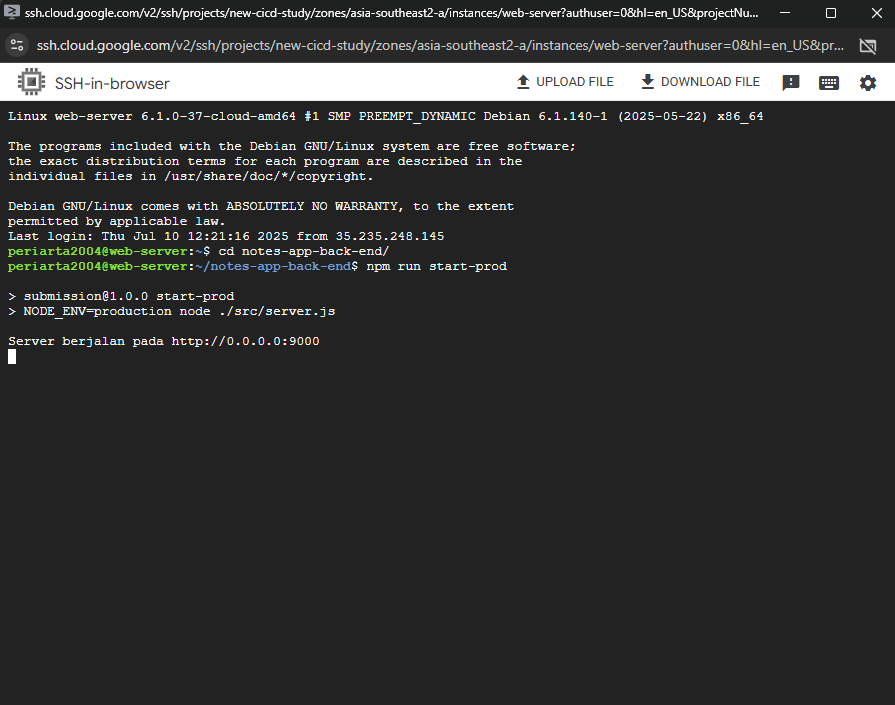 ssh.cloud.google.com/v2/ssh/projects/new-cicd-study/zones/asia-southeast2-a/instances/web-server?authuser=0&hl=en_US&projectNu...
ssh.cloud.google.com/v2/ssh/projects/new-cicd-study/zones/asia-southeast2-a/instances/web-server?authuser=0&hl=en_US&pr...
SSH-in-browser
UPLOAD FILE
DOWNLOAD FILE
Linux web-server 6.1.0-37-cloud-amd64 #1 SMP PREEMPT_DYNAMIC Debian 6.1.140-1 (2025-05-22) x86_64
The programs included with the Debian GNU/Linux system are free software;
the exact distribution terms for each program are described in the
individual files in /usr/share/doc/*/copyright.
Debian GNU/Linux comes with ABSOLUTELY NO WARRANTY, to the extent
permitted by applicable law.
Last login: Thu Jul 10 12:21:16 2025 from 35.235.248.145
periarta2004@web-server:~$ cd notes-app-back-end/
periarta2004@web-server:~/notes-app-back-end$ npm run start-prod
> submission@1.0.0 start-prod
> NODE_ENV=production node ./src/server.js
Server berjalan pada http://0.0.0.0:9000